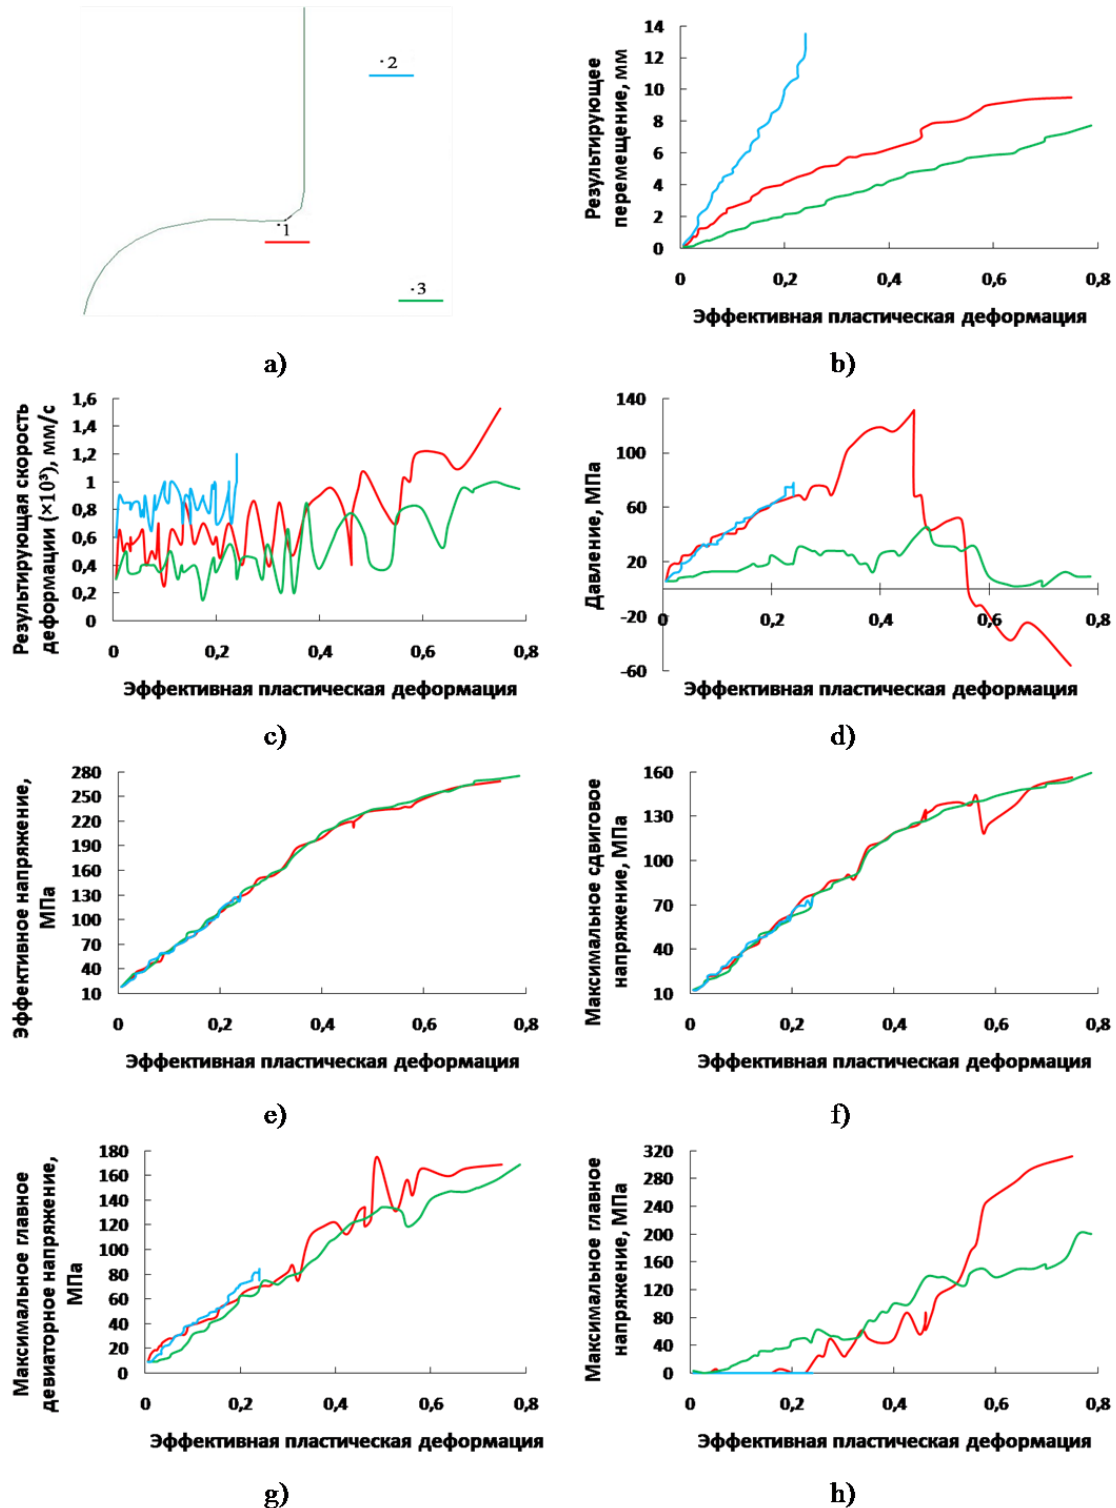 ·2
·1
·3
a)
Результирующее
перемещение, мм
14
12
10
8
6
4
2
0
0 0,2 0,4 0,6 0,8
Эффективная пластическая деформация
b)
Результирующая скорость
деформации (×10³), мм/с
1,6
1,4
1,2
1
0,8
0,6
0,4
0,2
0
0 0,2 0,4 0,6 0,8
Эффективная пластическая деформация
c)
Давление, МПа
140
100
60
20
-20
-60
0 0,2 0,4 0,6 0,8
Эффективная пластическая деформация
d)
Эффективное напряжение,
МПа
280
250
220
190
160
130
100
70
40
10
0 0,2 0,4 0,6 0,8
Эффективная пластическая деформация
e)
Максимальное сдвиговое
напряжение, МПа
160
130
100
70
40
10
0 0,2 0,4 0,6 0,8
Эффективная пластическая деформация
f)
Максимальное главное
девиаторное напряжение,
МПа
180
160
140
120
100
80
60
40
20
0
0 0,2 0,4 0,6 0,8
Эффективная пластическая деформация
g)
Максимальное главное
напряжение, МПа
320
280
240
200
160
120
80
40
0
0 0,2 0,4 0,6 0,8
Эффективная пластическая деформация
h)